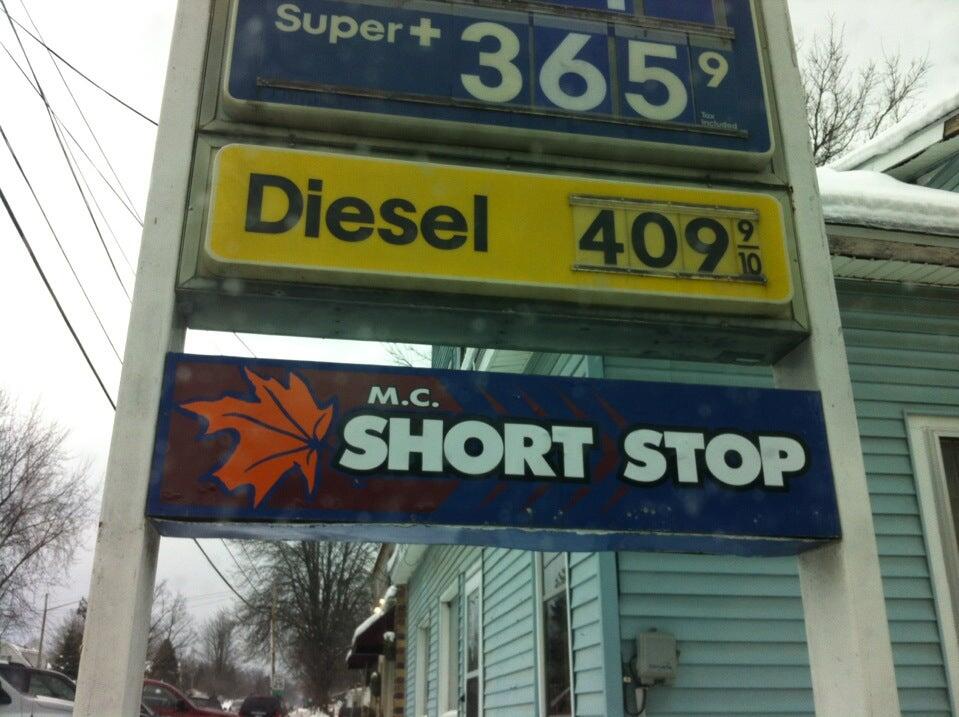 Super+ 365 9
Tax
Included
Diesel 409 9/10
M.C.
SHORT STOP